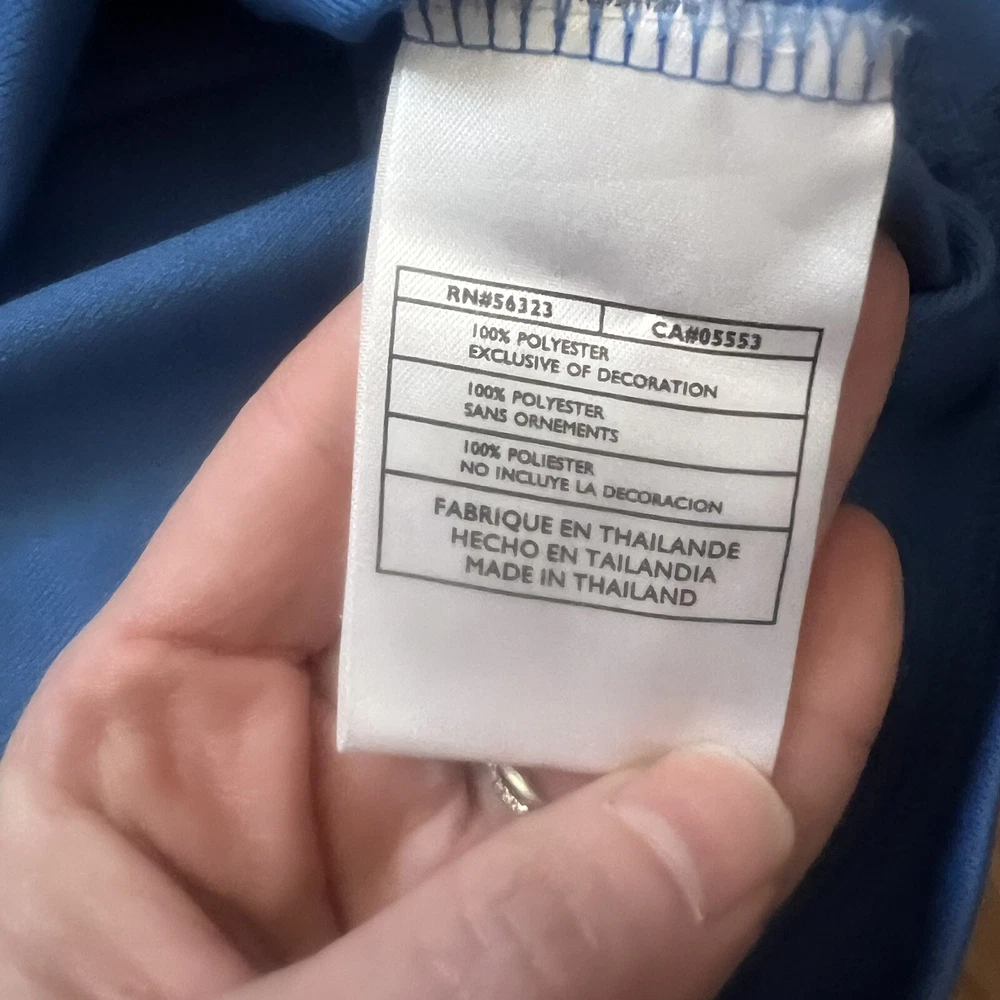 RN#56323 CA#05553
100% POLYESTER
EXCLUSIVE OF DECORATION
100% POLYESTER
SANS ORNEMENTS
100% POLIESTER
NO INCLUYE LA DECORACION
FABRIQUE EN THAILANDE
HECHO EN TAILANDIA
MADE IN THAILAND